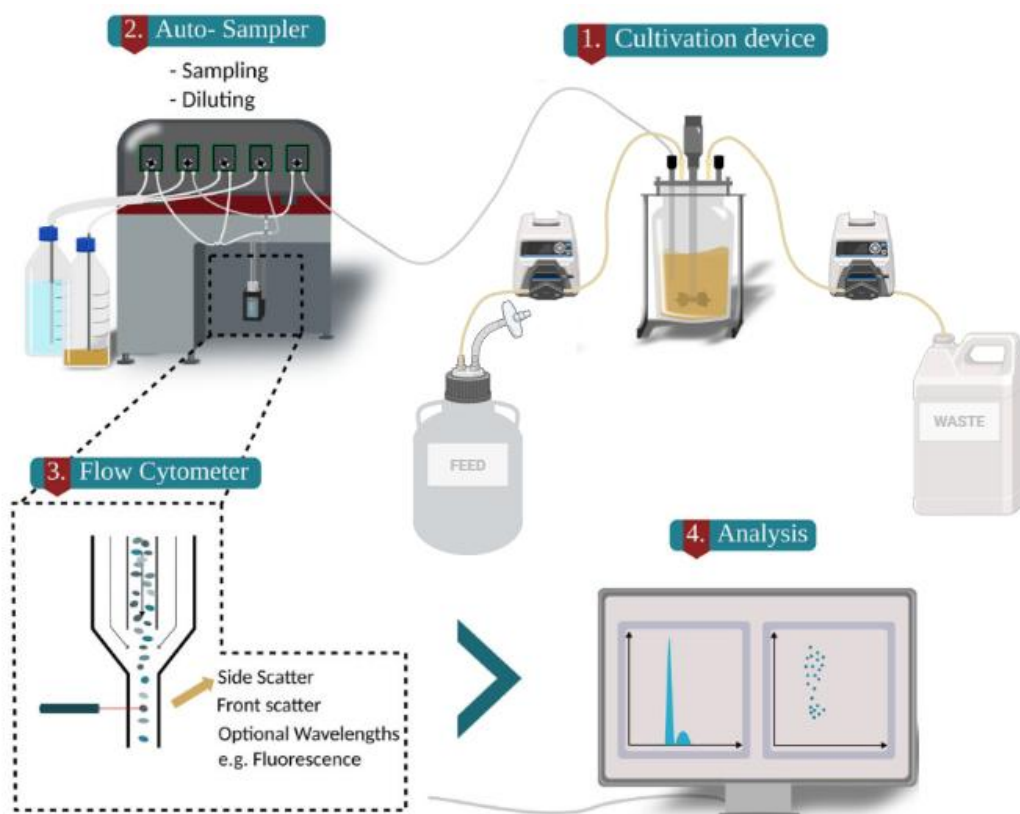 2. Auto- Sampler
- Sampling
- Diluting
1. Cultivation device
FEED
WASTE
3. Flow Cytometer
Side Scatter
Front scatter
Optional Wavelengths
e.g. Fluorescence
4. Analysis